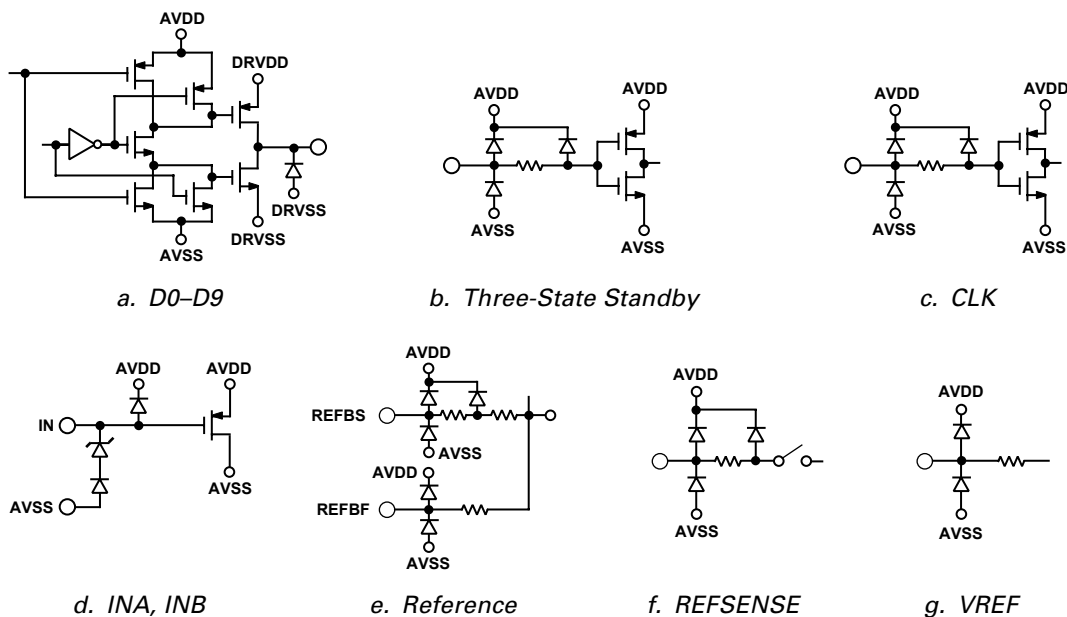 AVDD
DRVDD
DRVSS
DRVSS
AVSS
a. D0–D9
AVDD
AVDD
AVSS
AVSS
b. Three-State Standby
AVDD
AVDD
AVSS
AVSS
c. CLK
AVDD
AVDD
IN
AVSS
AVSS
d. INA, INB
AVDD
REFBS
AVSS
AVDD
REFBF
AVSS
e. Reference
AVDD
AVSS
f. REFSENSE
AVDD
AVSS
g. VREF